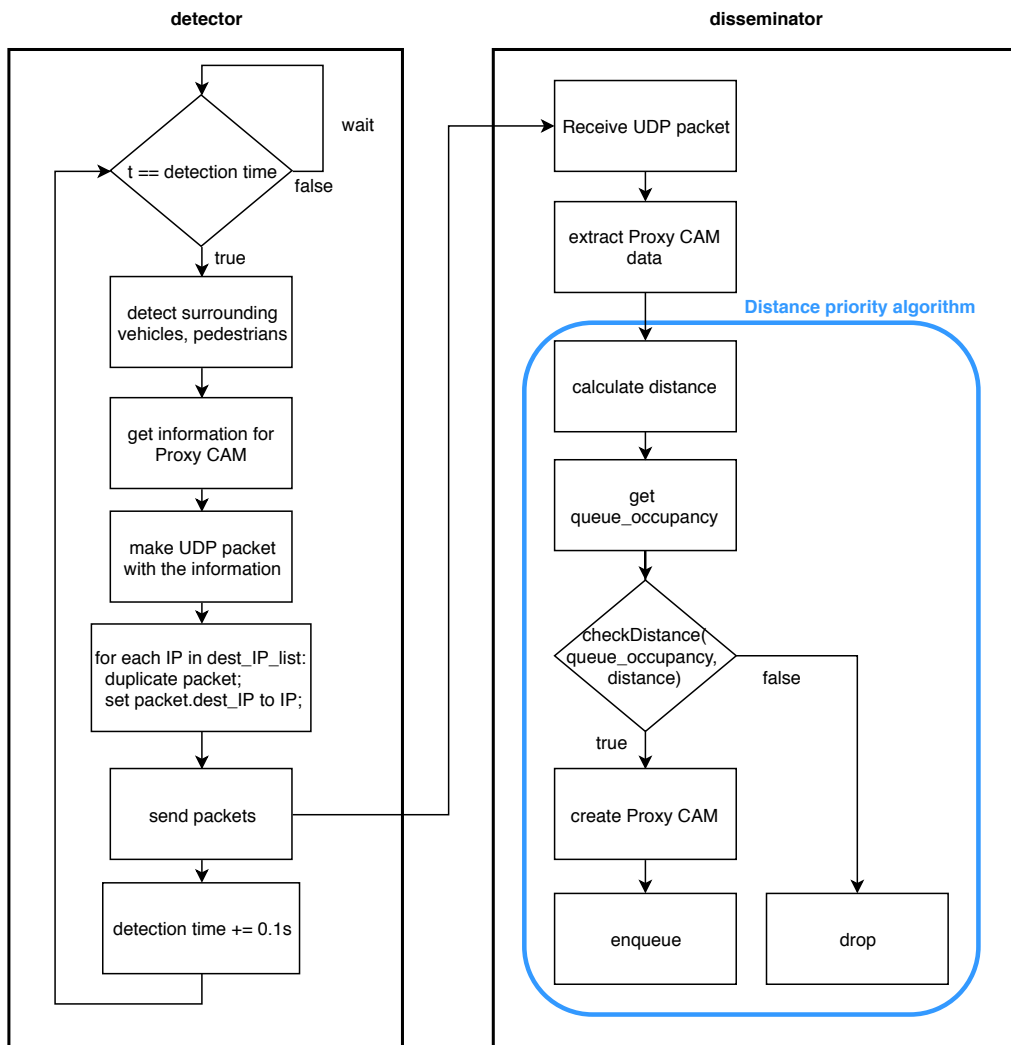 detector
wait
t == detection time
false
true
detect surrounding
vehicles, pedestrians
get information for
Proxy CAM
make UDP packet
with the information
for each IP in dest_IP_list:
duplicate packet;
set packet.dest_IP to IP;
send packets
detection time += 0.1s
disseminator
Receive UDP packet
extract Proxy CAM
data
Distance priority algorithm
calculate distance
get
queue_occupancy
checkDistance(
queue_occupancy,
distance)
false
true
create Proxy CAM
enqueue
drop